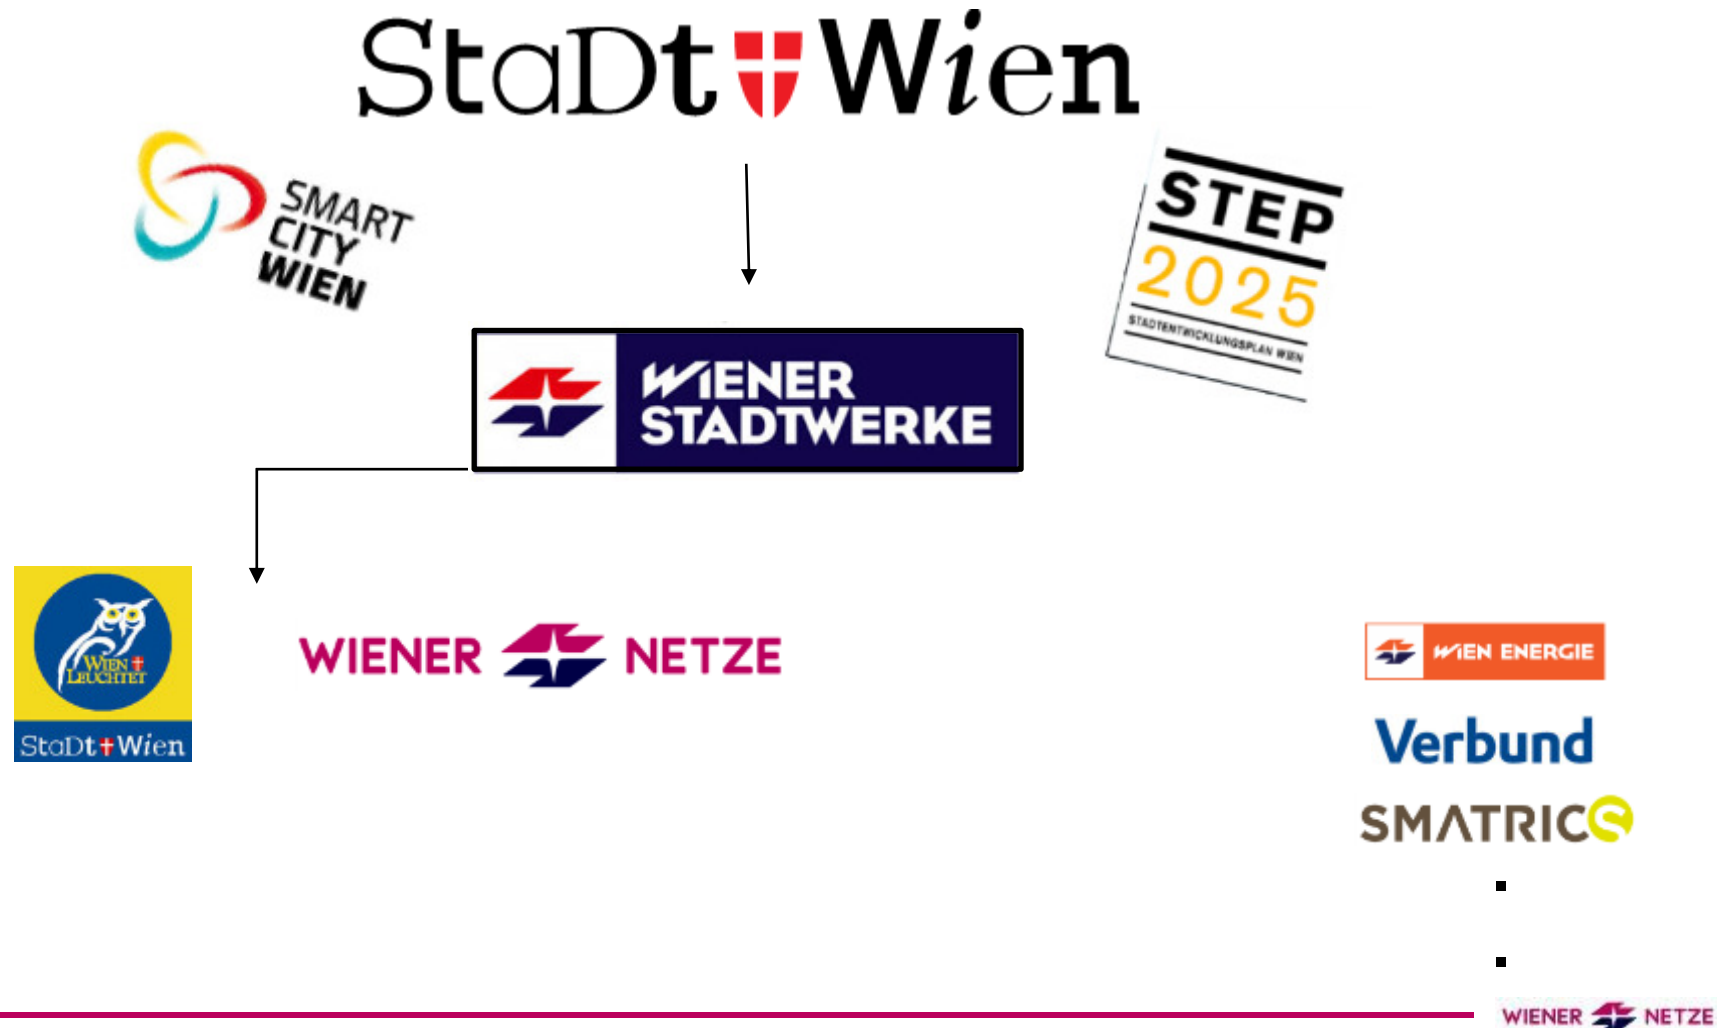 StaDt Wien
SMART
CITY
WIEN
STEP
2025
STADTENTWICKLUNGSPLAN WIEN
WIENER
STADTWERKE
WIEN
LEUCHTET
StaDt Wien
WIENER NETZE
WIEN ENERGIE
Verbund
SMATRICS
WIENER NETZE